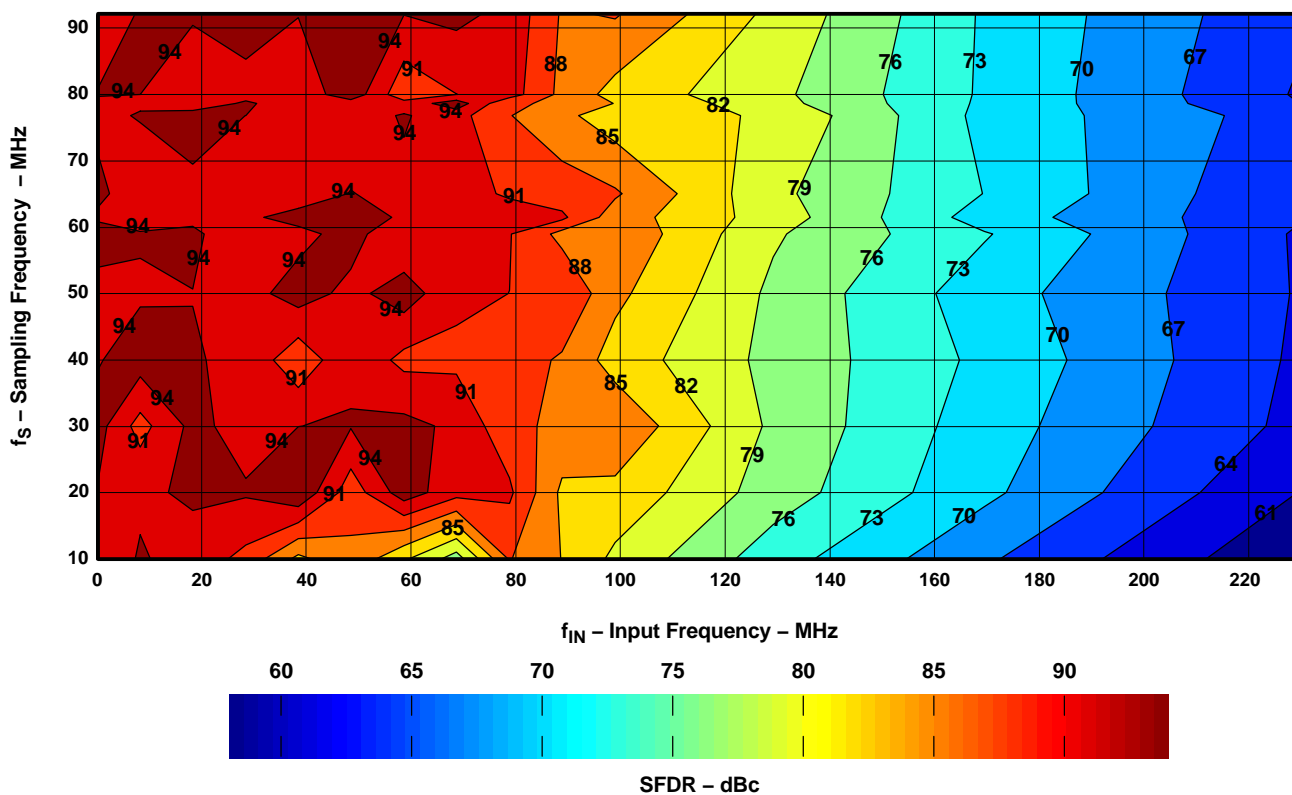 90
80
70
60
50
40
30
20
10
fS – Sampling Frequency – MHz
94 94 91 88 76 73 70 67
94 94 94 94 82 85
94 91 79
94 94 94 88 76 73
94 94 70 67
91 91 85 82
94 91 94 94 79 64
91 85 76 73 70 61
0 20 40 60 80 100 120 140 160 180 200 220
fIN – Input Frequency – MHz
60 65 70 75 80 85 90
SFDR – dBc